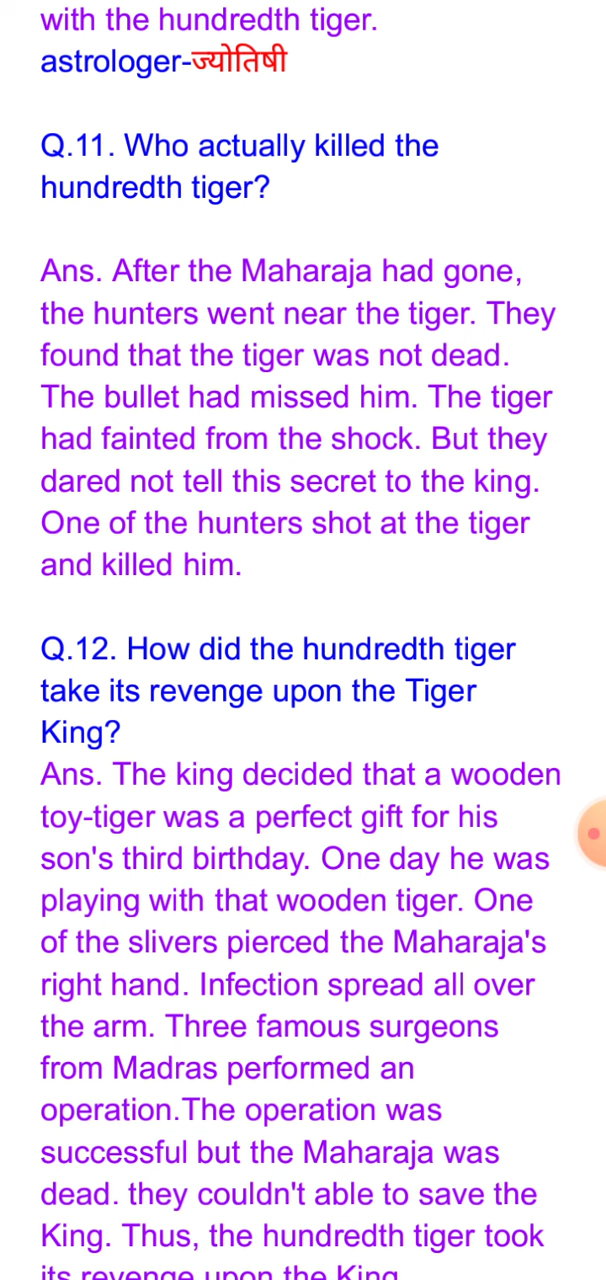 with the hundredth tiger.
astrologer-ज्योतिषी
Q.11. Who actually killed the
hundredth tiger?
Ans. After the Maharaja had gone,
the hunters went near the tiger. They
found that the tiger was not dead.
The bullet had missed him. The tiger
had fainted from the shock. But they
dared not tell this secret to the king.
One of the hunters shot at the tiger
and killed him.
Q.12. How did the hundredth tiger
take its revenge upon the Tiger
King?
Ans. The king decided that a wooden
toy-tiger was a perfect gift for his
son's third birthday. One day he was
playing with that wooden tiger. One
of the slivers pierced the Maharaja's
right hand. Infection spread all over
the arm. Three famous surgeons
from Madras performed an
operation.The operation was
successful but the Maharaja was
dead. they couldn't able to save the
King. Thus, the hundredth tiger took
its revenge upon the King